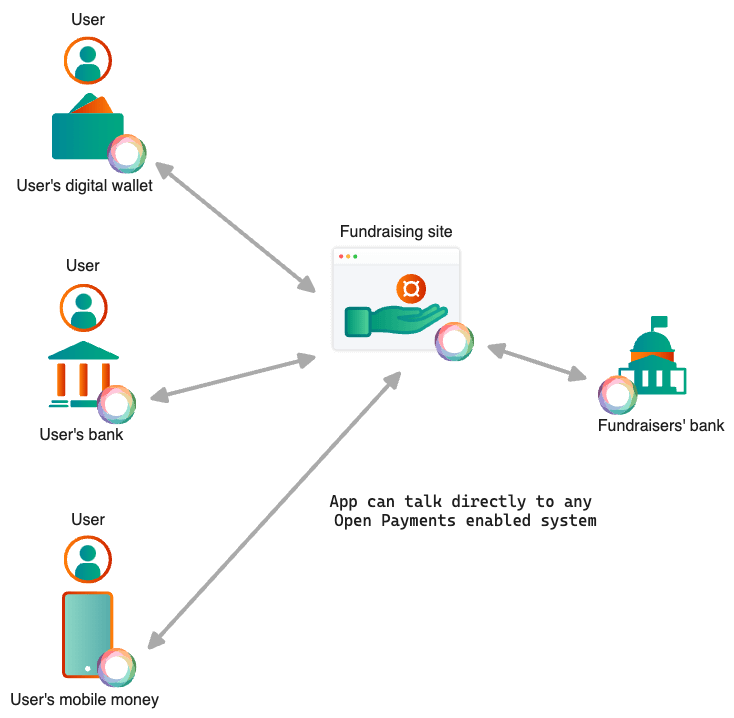 User
User's digital wallet
Fundraising site
User
User's bank
Fundraisers' bank
App can talk directly to any
Open Payments enabled system
User
User's mobile money